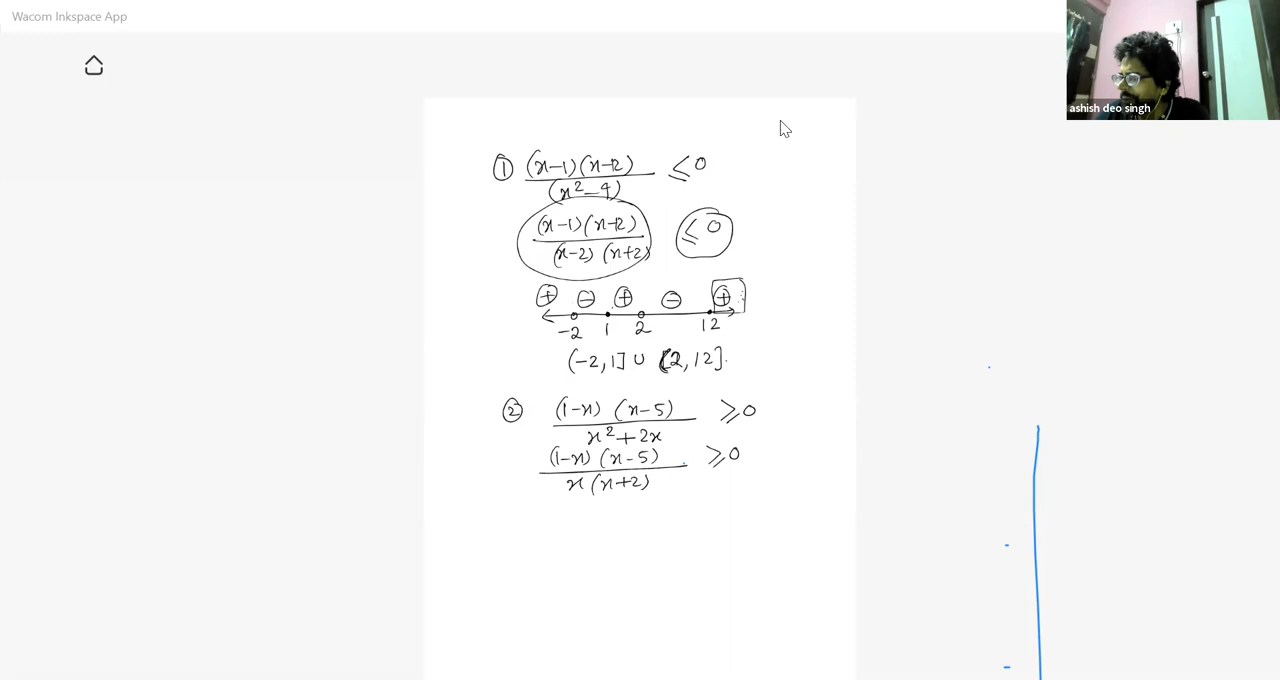 Wacom Inkspace App
ashish deo singh
① (x-1)(x-12) / (x²-4) ≤ 0
(x-1)(x-12) / (x-2)(x+2) ≤ 0
+ - + - +
-2 1 2 12
(-2,1] ∪ (2,12].
② (1-x)(x-5) / x²+2x ≥ 0
(1-x)(x-5) / x(x+2) ≥ 0